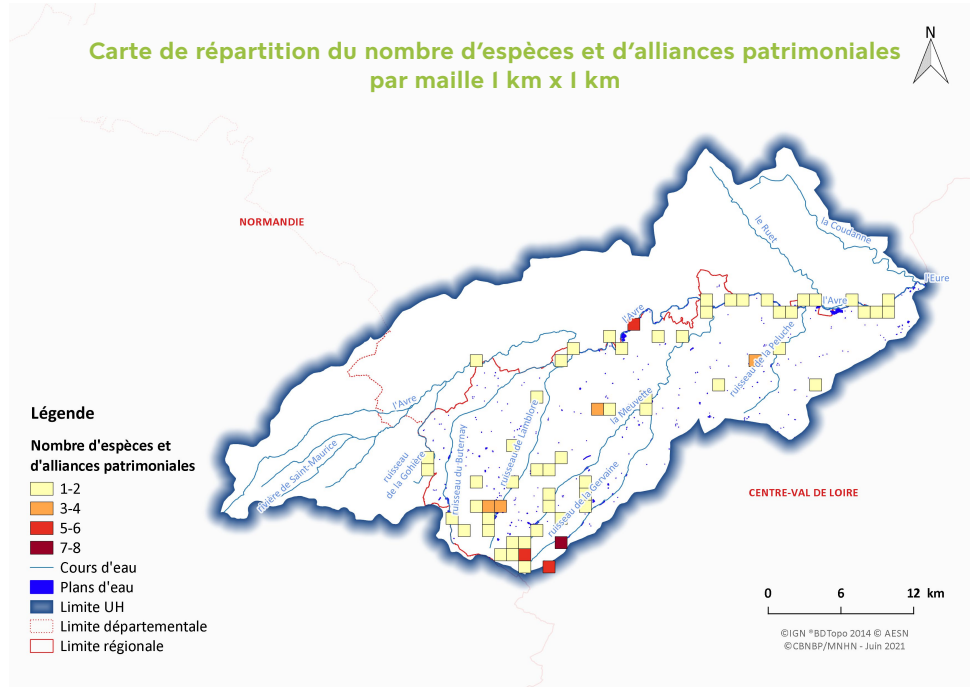 Carte de répartition du nombre d'espèces et d'alliances patrimoniales
par maille 1 km x 1 km
N
NORMANDIE
le Ruet
la Coudanne
l'Eure
l'Avre
l'Avre
ruisseau de la Peluche
l'Avre
la Meuvette
ruisseau de Lamblore
ruisseau du Buternay
ruisseau
de la Gohière
rivière de Saint-Maurice
ruisseau de la Gervaine
CENTRE-VAL DE LOIRE
Légende
Nombre d'espèces et
d'alliances patrimoniales
1-2
3-4
5-6
7-8
Cours d'eau
Plans d'eau
Limite UH
Limite départementale
Limite régionale
0 6 12 km
©IGN ®BDTopo 2014 © AESN
©CBNBP/MNHN - Juin 2021